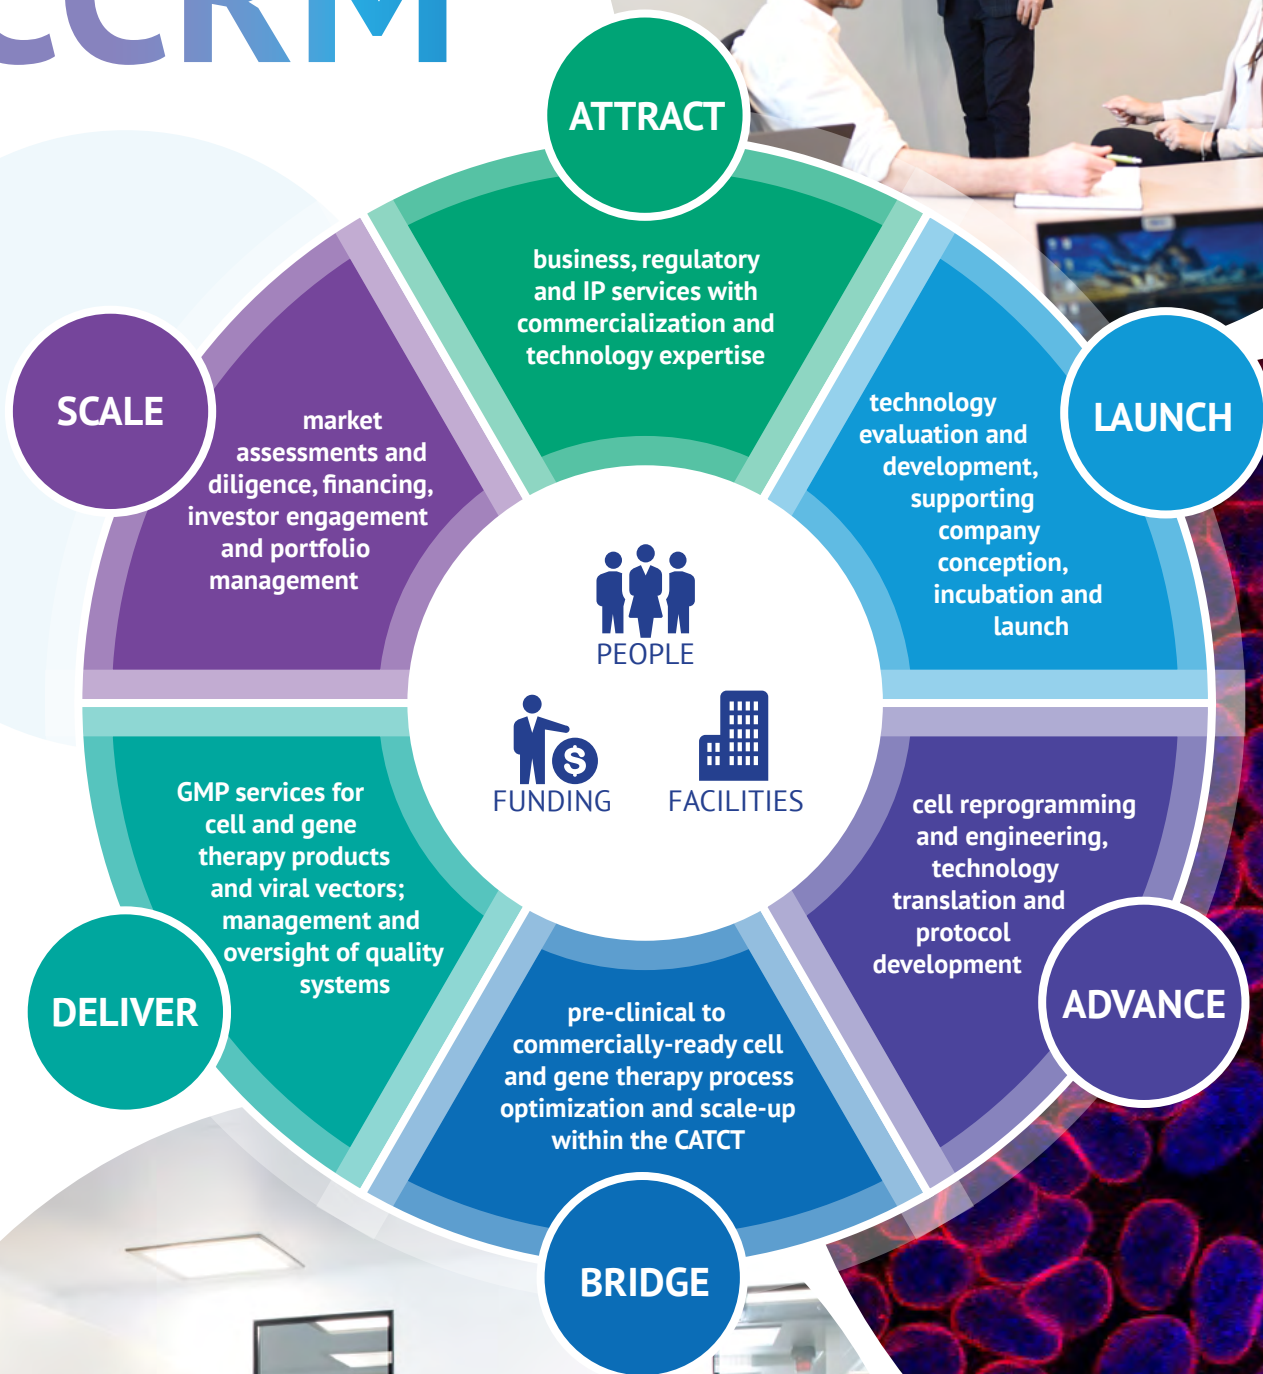 CCRM
ATTRACT
business, regulatory
and IP services with
commercialization and
technology expertise
LAUNCH
technology
evaluation and
development,
supporting
company
conception,
incubation and
launch
ADVANCE
cell reprogramming
and engineering,
technology
translation and
protocol
development
BRIDGE
pre-clinical to
commercially-ready cell
and gene therapy process
optimization and scale-up
within the CATCT
DELIVER
GMP services for
cell and gene
therapy products
and viral vectors;
management and
oversight of quality
systems
SCALE
market
assessments and
diligence, financing,
investor engagement
and portfolio
management
PEOPLE
$
FUNDING
FACILITIES